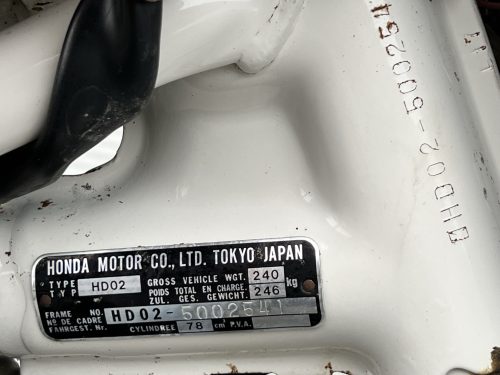 HD02-500254
HONDA MOTOR CO., LTD. TOKYO JAPAN
TYPE
TYP
HD02
GROSS VEHICLE WGT. 240
POIDS TOTAL EN CHARGE. 246 kg
ZUL. GES. GEWICHT.
FRAME NO.
Nº DE CADRE
FAHRGEST. Nr.
HD02-5002541
CYLINDREE 78 cm³ P.V.A.